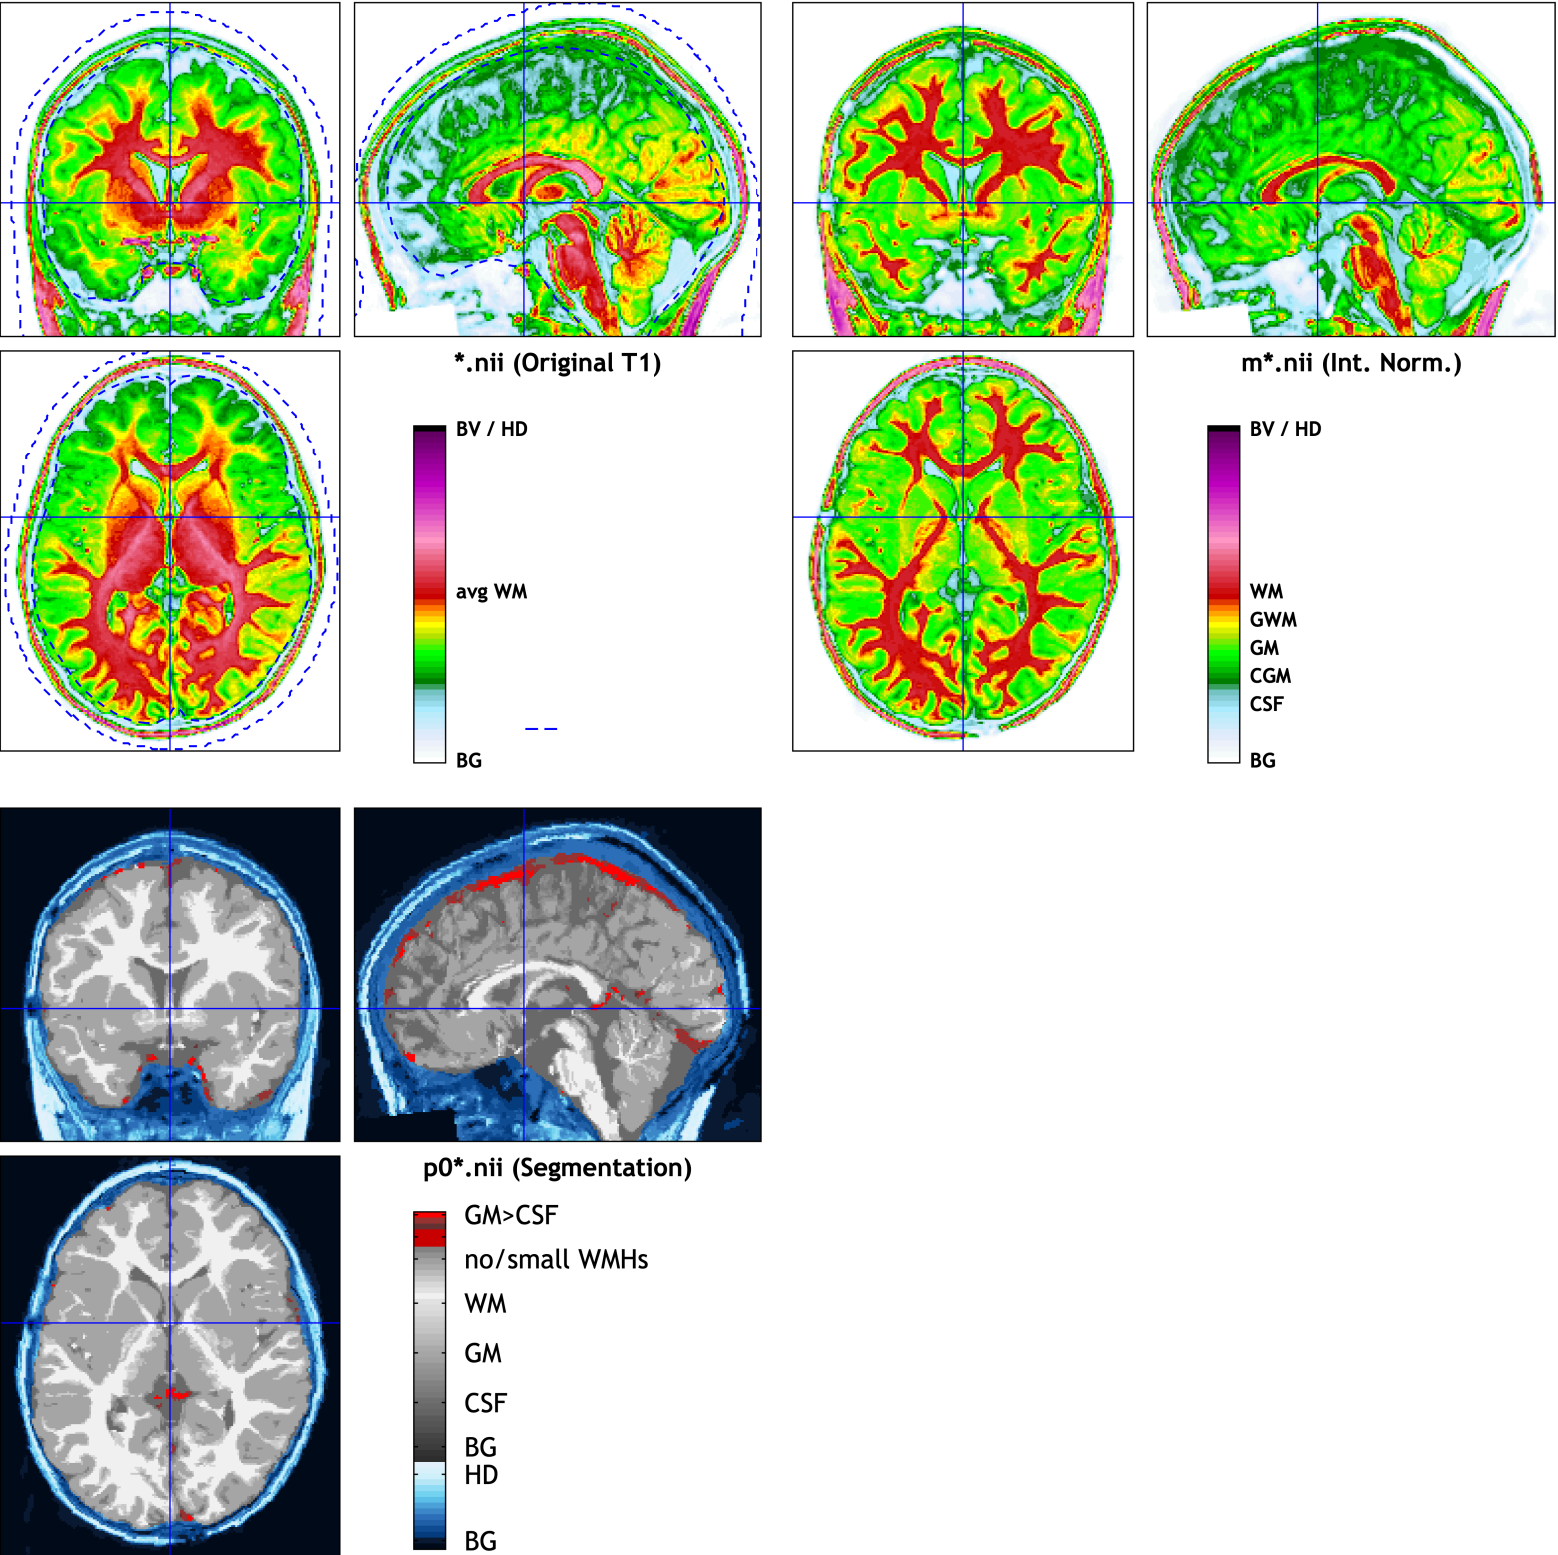 *.nii (Original T1)
BV / HD
avg WM
BG
m*.nii (Int. Norm.)
BV / HD
WM
GWM
GM
CGM
CSF
BG
p0*.nii (Segmentation)
GM>CSF
no/small WMHs
WM
GM
CSF
BG
HD
BG